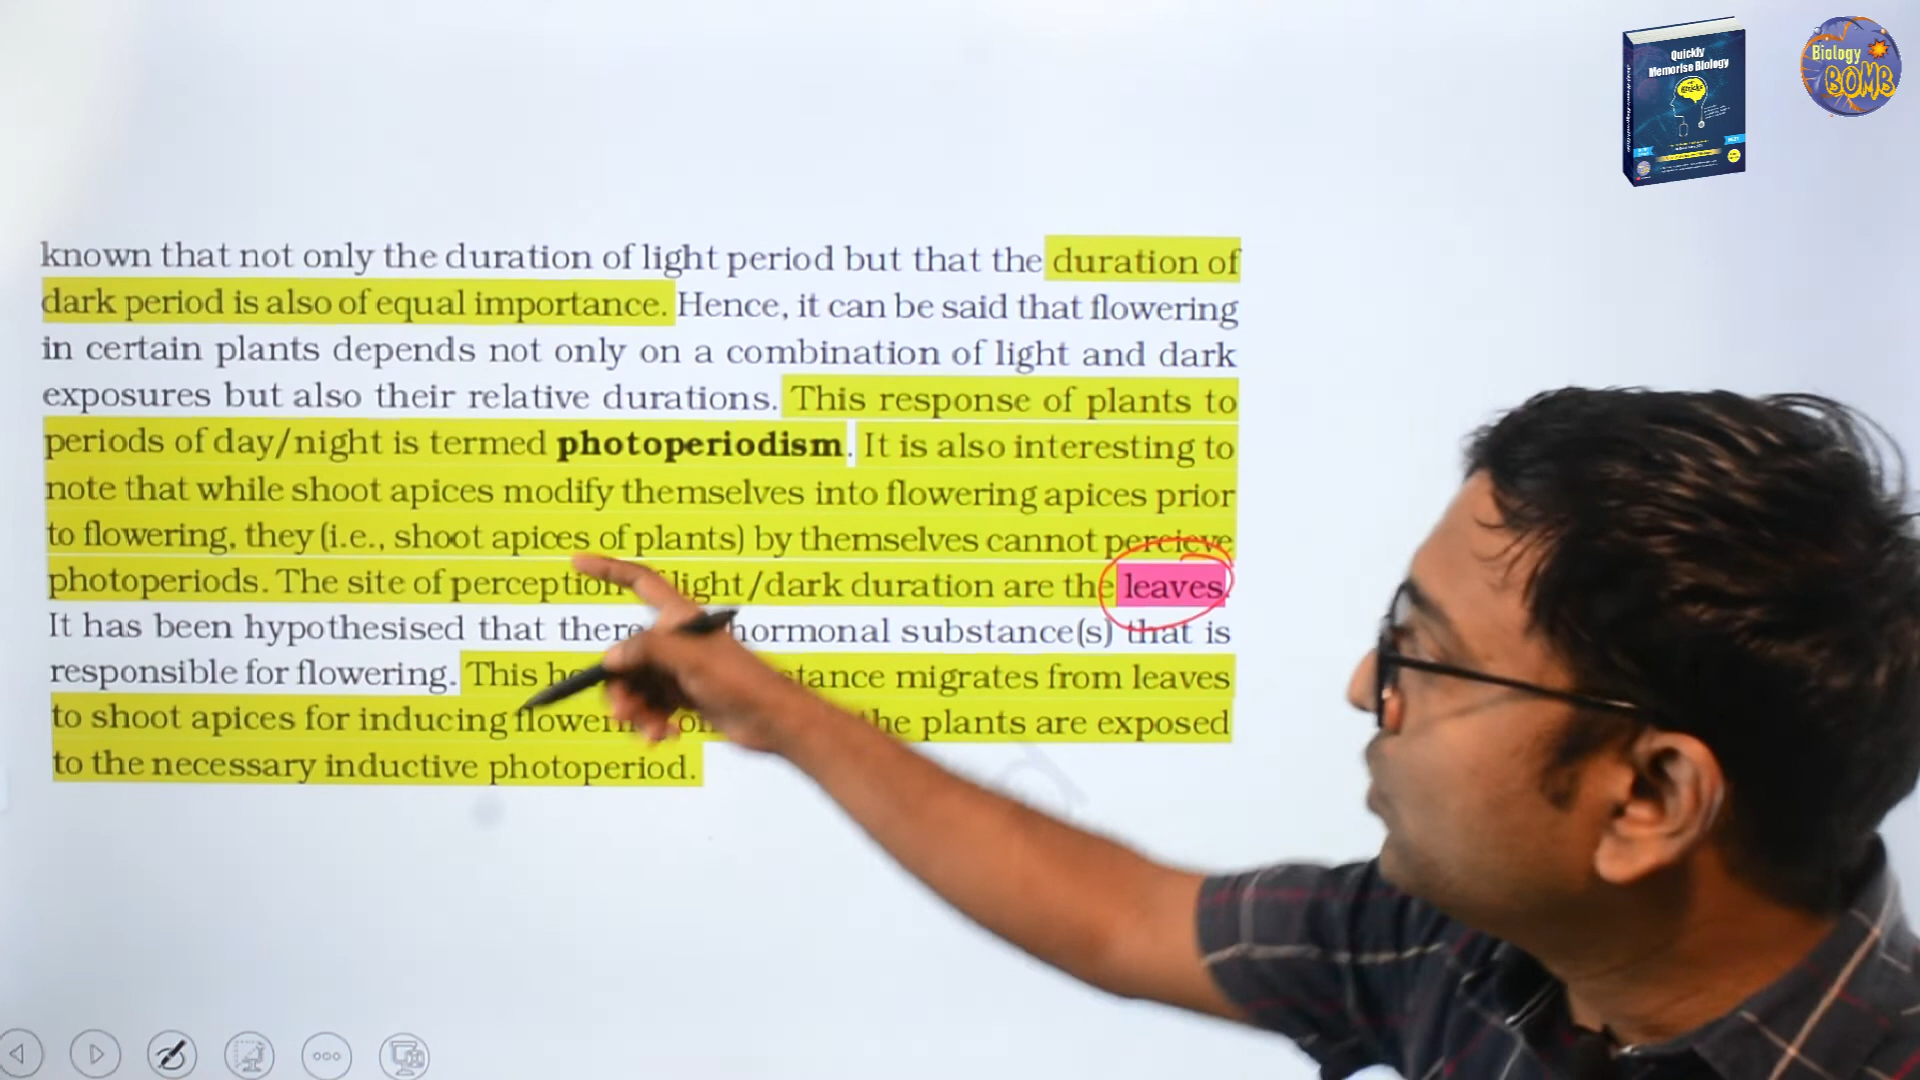 Quickly
Memorise Biology
Biology
BOMB
known that not only the duration of light period but that the duration of
dark period is also of equal importance. Hence, it can be said that flowering
in certain plants depends not only on a combination of light and dark
exposures but also their relative durations. This response of plants to
periods of day/night is termed photoperiodism. It is also interesting to
note that while shoot apices modify themselves into flowering apices prior
to flowering, they (i.e., shoot apices of plants) by themselves cannot percieve
photoperiods. The site of perception light/dark duration are the leaves.
It has been hypothesised that there hormonal substance(s) that is
responsible for flowering. This migrates from leaves
to shoot apices for inducing the plants are exposed
to the necessary inductive photoperiod.